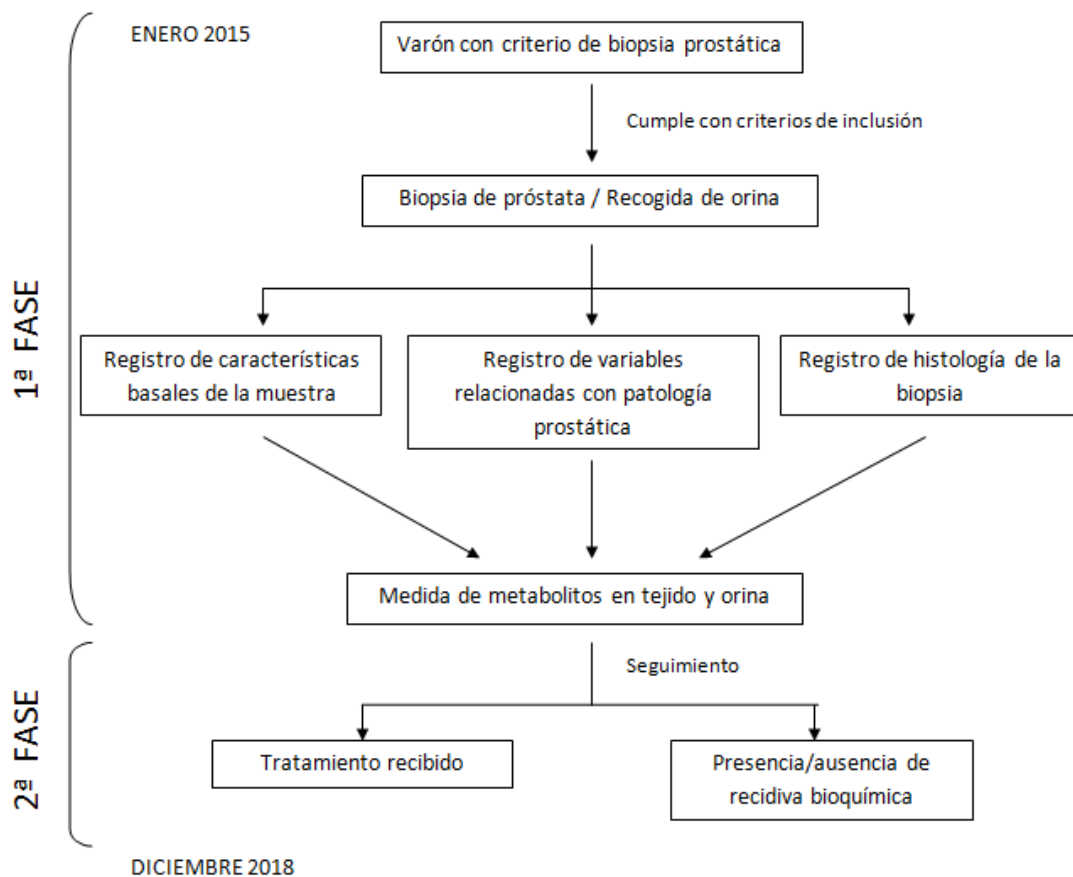 ENERO 2015
Varón con criterio de biopsia prostática
Cumple con criterios de inclusión
Biopsia de próstata / Recogida de orina
1ª FASE
Registro de características
basales de la muestra
Registro de variables
relacionadas con patología
prostática
Registro de histología de la
biopsia
Medida de metabolitos en tejido y orina
2ª FASE
Seguimiento
Tratamiento recibido
Presencia/ausencia de
recidiva bioquímica
DICIEMBRE 2018